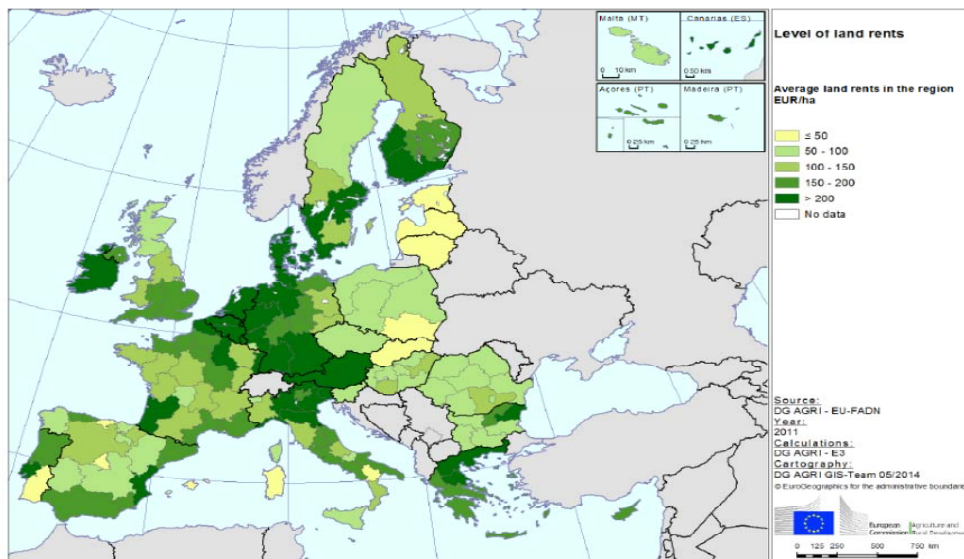 Malta (MT)
0 10 km
Canarias (ES)
0 50 km
Açores (PT)
0 25 km
Madeira (PT)
0 25 km
Level of land rents
Average land rents in the region
EUR/ha
≤ 50
50 - 100
100 - 150
150 - 200
> 200
No data
Source:
DG AGRI - EU-FADN
Year:
2011
Calculations:
DG AGRI - E3
Cartography:
DG AGRI GIS-Team 05/2014
© EuroGeographics for the administrative boundarie
European
Commission
Agriculture and
Rural Developmen
0 125 250 500 750 km